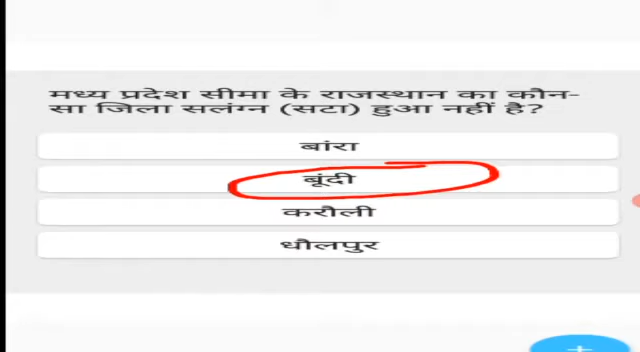 मध्य प्रदेश सीमा के राजस्थान का कौन-
सा जिला सलंग्न (सटा) हुआ नहीं है?
बांरा
बूंदी
करौली
धौलपुर
+